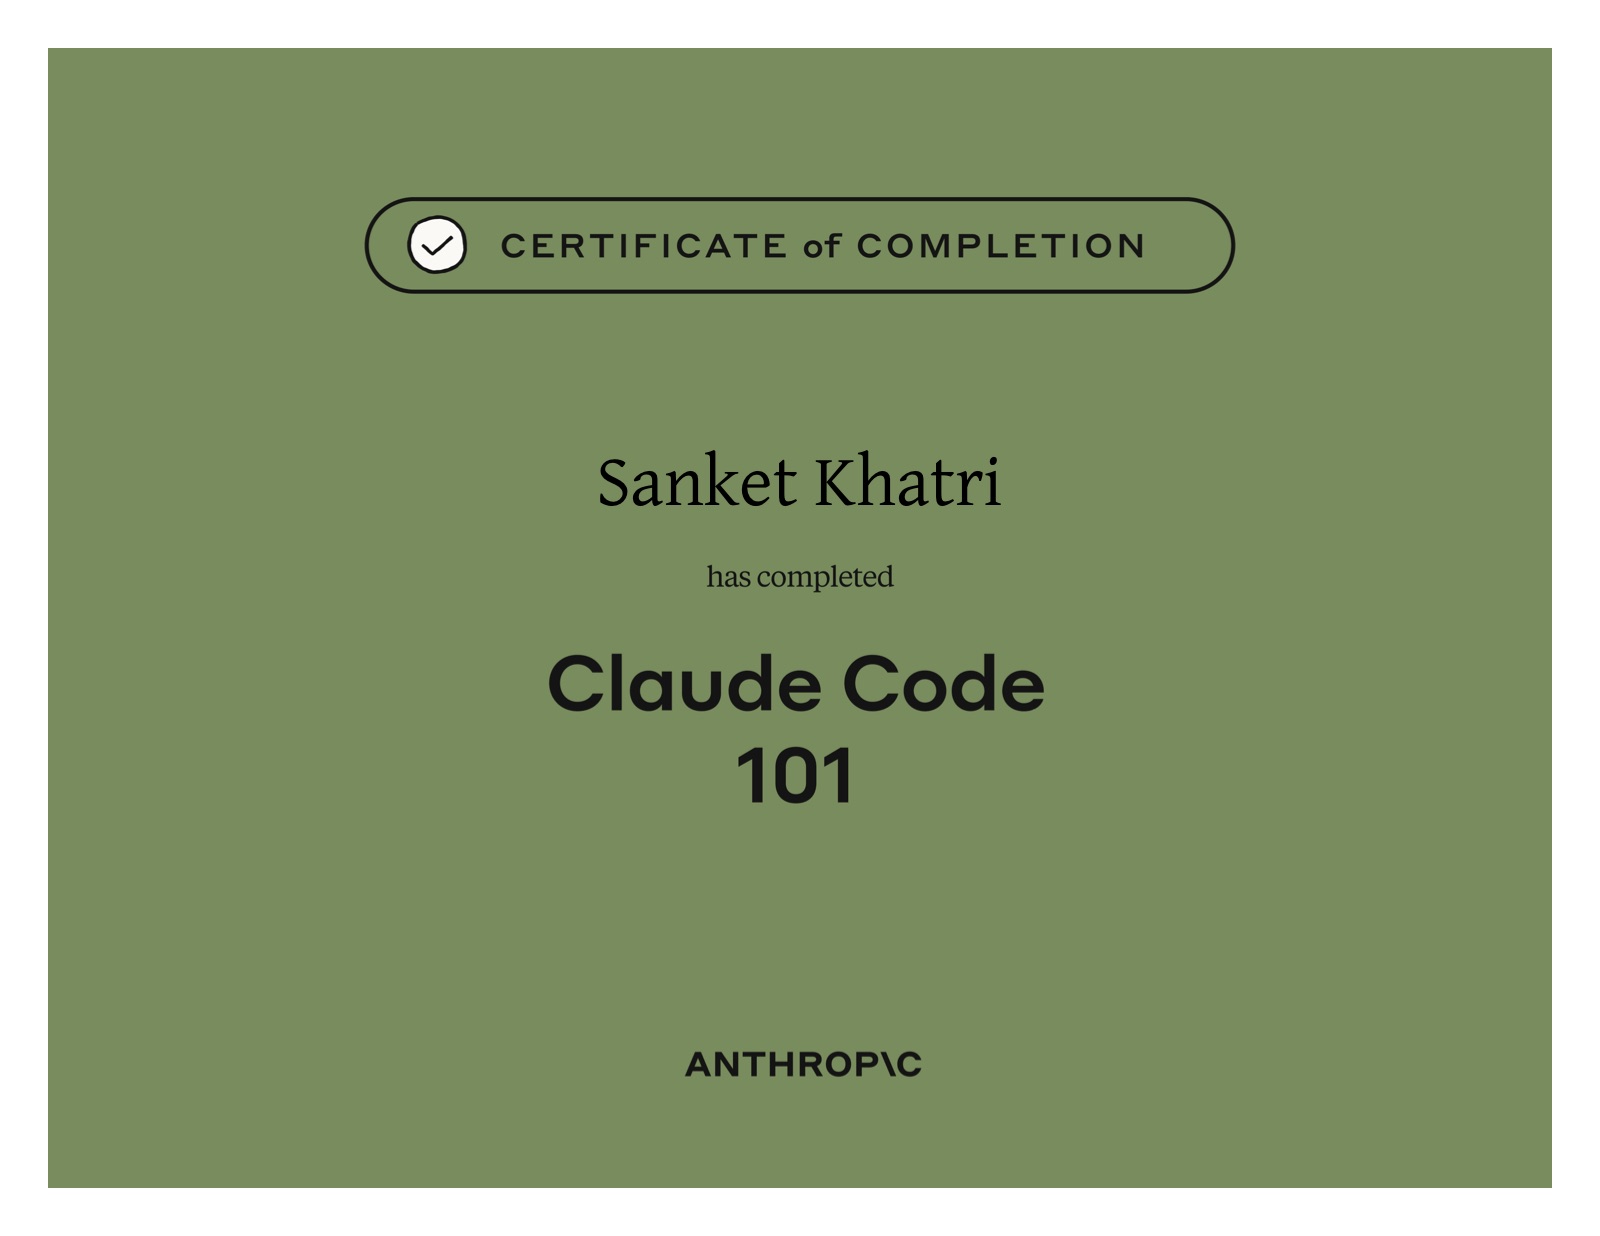 CERTIFICATE of COMPLETION
Sanket Khatri
has completed
Claude Code
101
ANTHROP\C